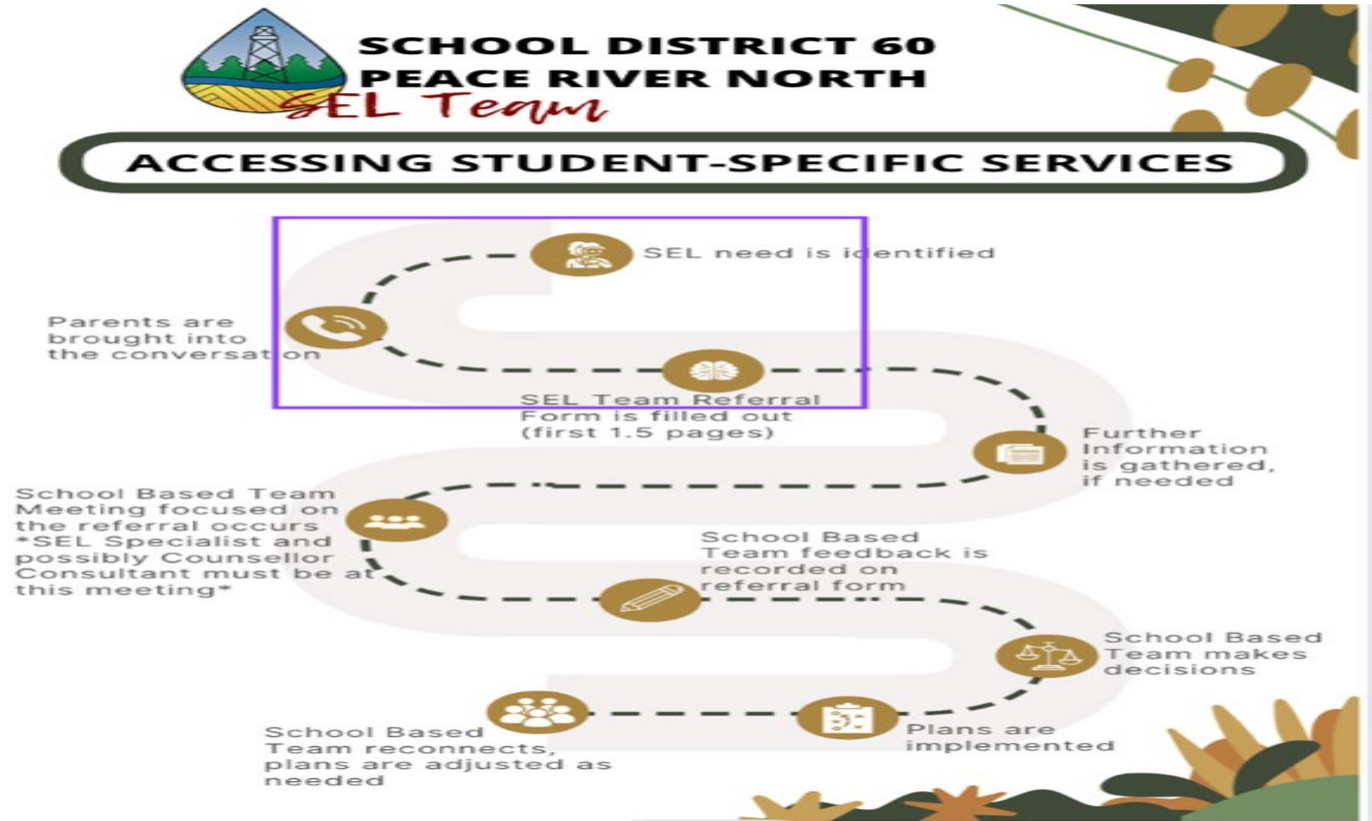 SCHOOL DISTRICT 60
PEACE RIVER NORTH
SEL Team
ACCESSING STUDENT-SPECIFIC SERVICES
SEL need is identified
Parents are
brought into
the conversation
SEL Team Referral
Form is filled out
(first 1.5 pages)
Further
Information
is gathered,
if needed
School Based Team
Meeting focused on
the referral occurs
*SEL Specialist and
possibly Counsellor
Consultant must be at
this meeting*
School Based
Team feedback is
recorded on
referral form
School Based
Team makes
decisions
Plans are
implemented
School Based
Team reconnects,
plans are adjusted as
needed